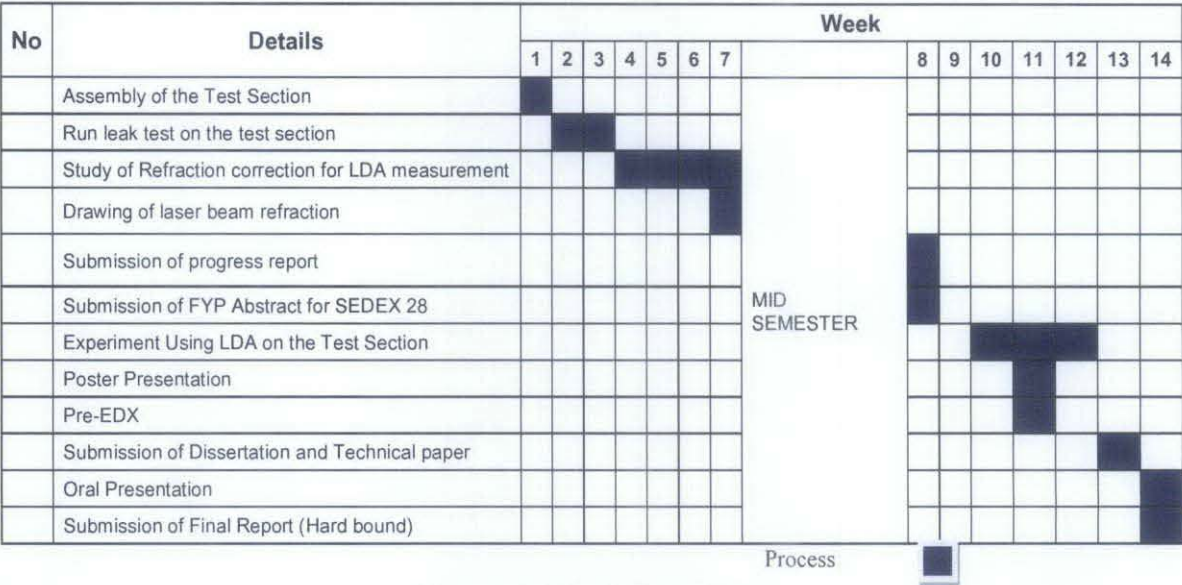 No Details Week
1 2 3 4 5 6 7 8 9 10 11 12 13 14
Assembly of the Test Section
Run leak test on the test section
Study of Refraction correction for LDA measurement
Drawing of laser beam refraction
Submission of progress report
Submission of FYP Abstract for SEDEX 28
MID
SEMESTER
Experiment Using LDA on the Test Section
Poster Presentation
Pre-EDX
Submission of Dissertation and Technical paper
Oral Presentation
Submission of Final Report (Hard bound)
Process